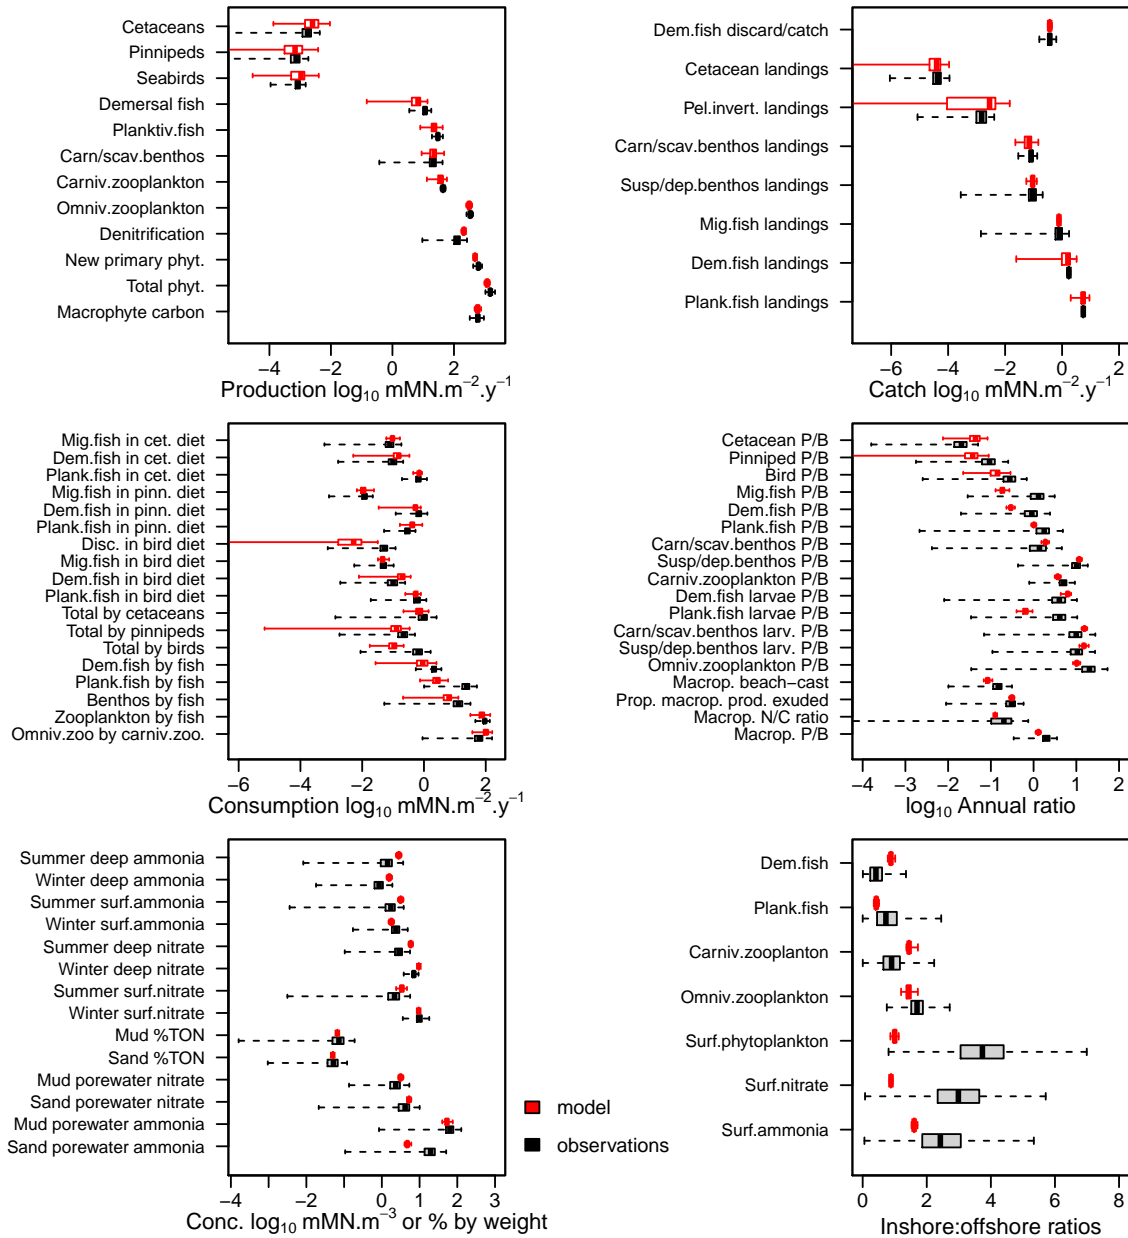 Cetaceans
Pinnipeds
Seabirds
Demersal fish
Planktiv.fish
Carn/scav.benthos
Carniv.zooplankton
Omniv.zooplankton
Denitrification
New primary phyt.
Total phyt.
Macrophyte carbon
−4 −2 0 2
Production log₁₀ mMN.m⁻².y⁻¹
Dem.fish discard/catch
Cetacean landings
Pel.invert. landings
Carn/scav.benthos landings
Susp/dep.benthos landings
Mig.fish landings
Dem.fish landings
Plank.fish landings
−6 −4 −2 0 2
Catch log₁₀ mMN.m⁻².y⁻¹
Mig.fish in cet. diet
Dem.fish in cet. diet
Plank.fish in cet. diet
Mig.fish in pinn. diet
Dem.fish in pinn. diet
Plank.fish in pinn. diet
Disc. in bird diet
Mig.fish in bird diet
Dem.fish in bird diet
Plank.fish in bird diet
Total by cetaceans
Total by pinnipeds
Total by birds
Dem.fish by fish
Plank.fish by fish
Benthos by fish
Zooplankton by fish
Omniv.zoo by carniv.zoo.
−6 −4 −2 0 2
Consumption log₁₀ mMN.m⁻².y⁻¹
Cetacean P/B
Pinniped P/B
Bird P/B
Mig.fish P/B
Dem.fish P/B
Plank.fish P/B
Carn/scav.benthos P/B
Susp/dep.benthos P/B
Carniv.zooplankton P/B
Dem.fish larvae P/B
Plank.fish larvae P/B
Carn/scav.benthos larv. P/B
Susp/dep.benthos larv. P/B
Omniv.zooplankton P/B
Macrop. beach−cast
Prop. macrop. prod. exuded
Macrop. N/C ratio
Macrop. P/B
−4 −3 −2 −1 0 1 2
log₁₀ Annual ratio
Summer deep ammonia
Winter deep ammonia
Summer surf.ammonia
Winter surf.ammonia
Summer deep nitrate
Winter deep nitrate
Summer surf.nitrate
Winter surf.nitrate
Mud %TON
Sand %TON
Mud porewater nitrate
Sand porewater nitrate
Mud porewater ammonia
Sand porewater ammonia
−4 −2 0 1 2 3
Conc. log₁₀ mMN.m⁻³ or % by weight
model
observations
Dem.fish
Plank.fish
Carniv.zooplanton
Omniv.zooplankton
Surf.phytoplankton
Surf.nitrate
Surf.ammonia
0 2 4 6 8
Inshore:offshore ratios